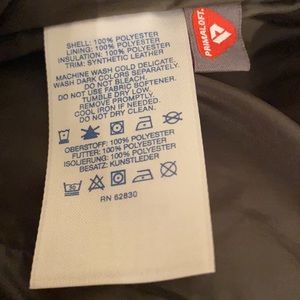 PRIMALOFT
SHELL: 100% POLYESTER
LINING: 100% POLYESTER
INSULATION: 100% POLYESTER
TRIM: SYNTHETIC LEATHER
MACHINE WASH COLD DELICATE.
WASH DARK COLORS SEPARATELY.
DO NOT BLEACH.
DO NOT USE FABRIC SOFTENER.
TUMBLE DRY LOW.
REMOVE PROMPTLY.
COOL IRON IF NEEDED.
DO NOT DRY CLEAN.
OBERSTOFF: 100% POLYESTER
FUTTER: 100% POLYESTER
ISOLIERUNG: 100% POLYESTER
BESATZ: KUNSTLEDER
RN 62830